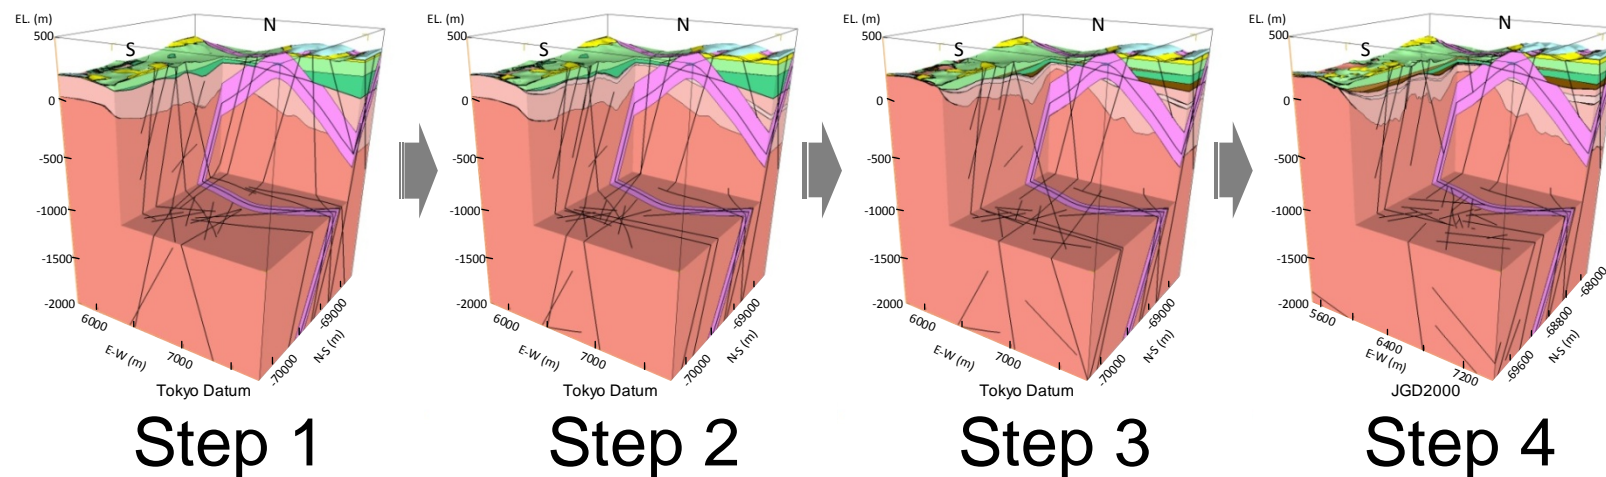 EL. (m)
500
0
-500
-1000
-1500
-2000
S
N
6000
7000
E-W (m)
-70000
-69000
N-S (m)
Tokyo Datum
Step 1
EL. (m)
500
0
-500
-1000
-1500
-2000
S
N
6000
7000
E-W (m)
-70000
-69000
N-S (m)
Tokyo Datum
Step 2
EL. (m)
500
0
-500
-1000
-1500
-2000
S
N
6000
7000
E-W (m)
-70000
-69000
N-S (m)
Tokyo Datum
Step 3
EL. (m)
500
0
-500
-1000
-1500
-2000
S
N
5600
6400
7200
E-W (m)
-69600
-68800
-68000
N-S (m)
JGD2000
Step 4